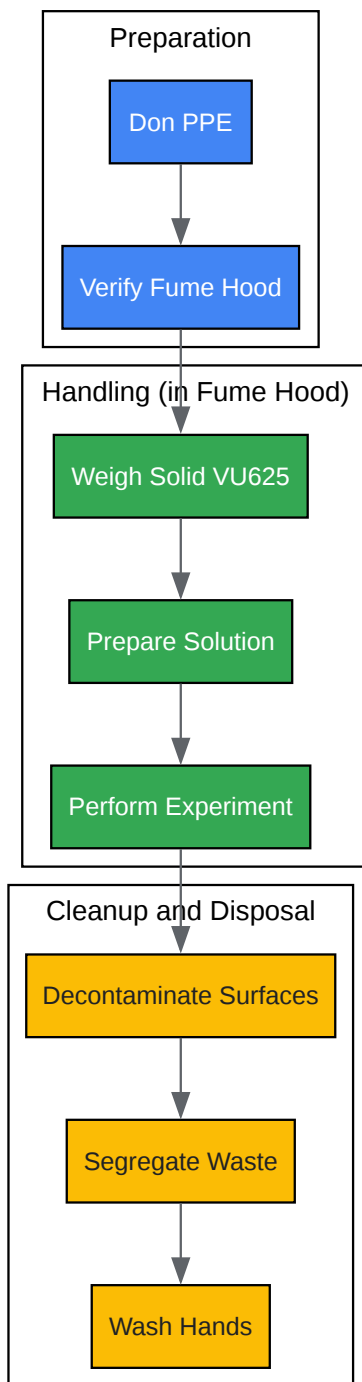 Preparation
Don PPE
Verify Fume Hood
Handling (in Fume Hood)
Weigh Solid VU625
Prepare Solution
Perform Experiment
Cleanup and Disposal
Decontaminate Surfaces
Segregate Waste
Wash Hands